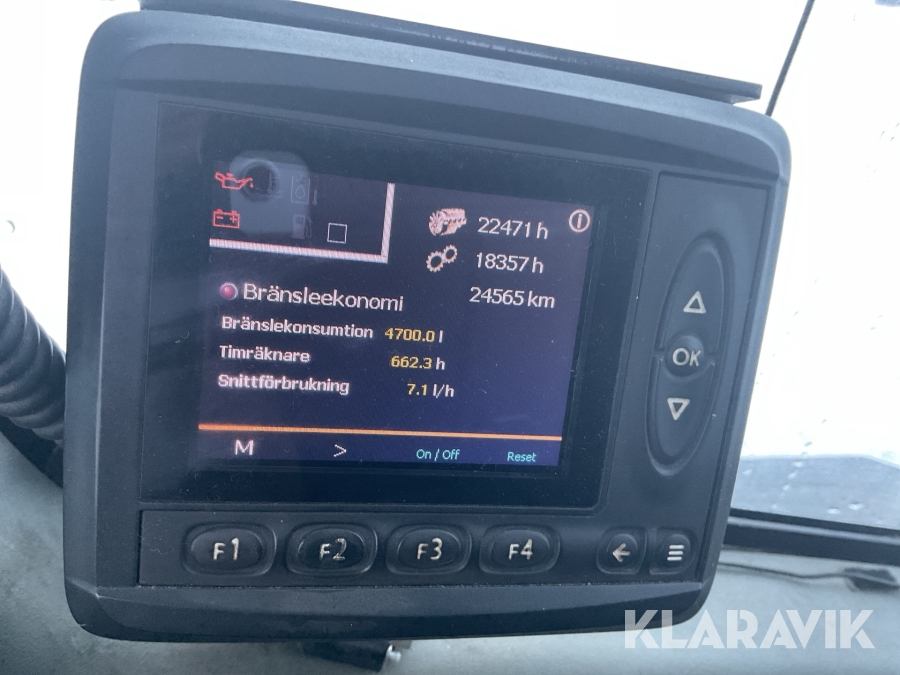 22471 h
18357 h
24565 km
Bränsleekonomi
Bränslekonsumtion 4700.0 l
Timräknare 662.3 h
Snittförbrukning 7.1 l/h
M > On / Off Reset
OK
F1 F2 F3 F4
KLARAVIK